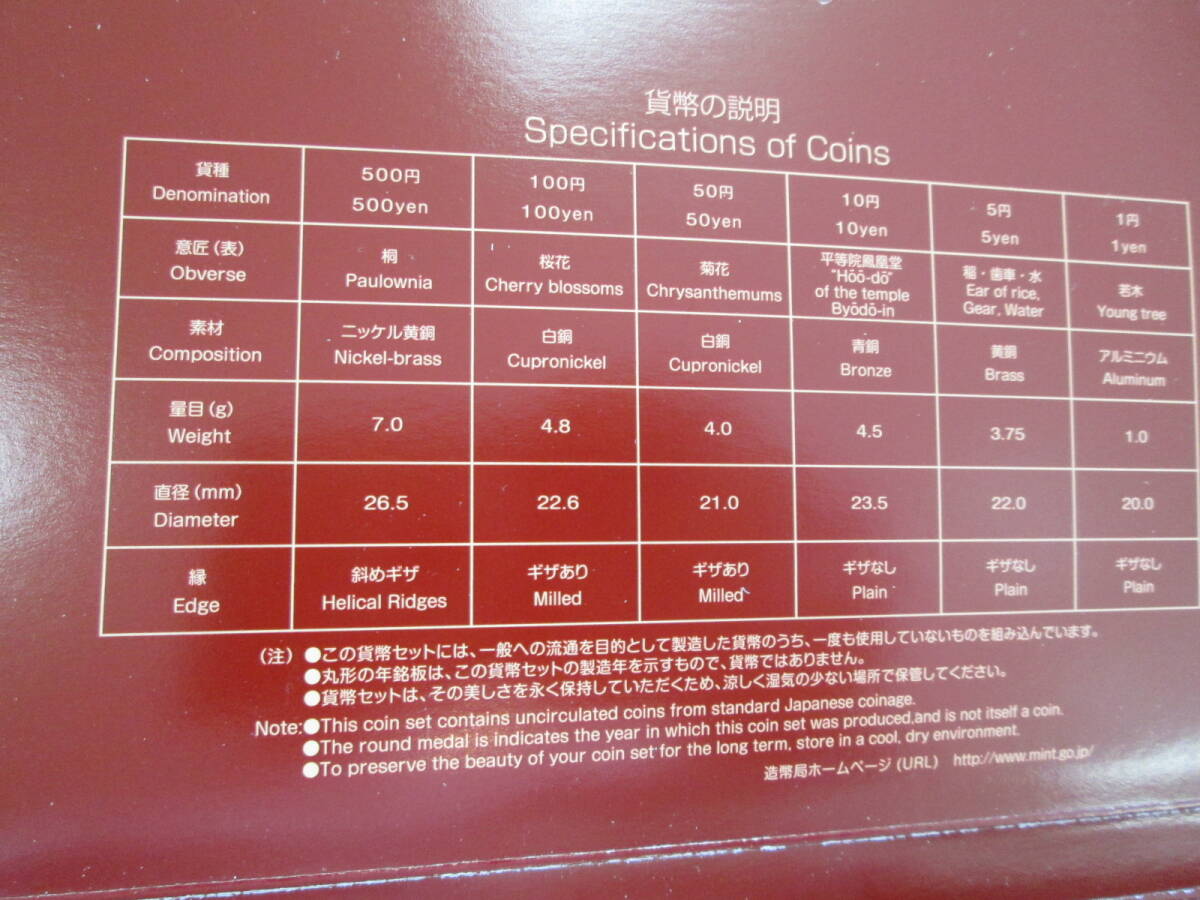 貨幣の説明
Specifications of Coins
貨種 500円 100円 50円 10円 5円 1円
Denomination 500yen 100yen 50yen 10yen 5yen 1yen
意匠（表） 桐 桜花 菊花 平等院鳳凰堂 稲・歯車・水 若木
Obverse Paulownia Cherry blossoms Chrysanthemums "Hōō-dō" Ear of rice, Young tree
of the temple Gear, Water
Byōdō-in
素材 ニッケル黄銅 白銅 白銅 青銅 黄銅 アルミニウム
Composition Nickel-brass Cupronickel Cupronickel Bronze Brass Aluminum
量目（g） 7.0 4.8 4.0 4.5 3.75 1.0
Weight
直径（mm） 26.5 22.6 21.0 23.5 22.0 20.0
Diameter
縁 斜めギザ ギザあり ギザあり ギザなし ギザなし ギザなし
Edge Helical Ridges Milled Milled Plain Plain Plain
（注）●この貨幣セットには、一般への流通を目的として製造した貨幣のうち、一度も使用していないものを組み込んでいます。
●丸形の年銘板は、この貨幣セットの製造年を示すもので、貨幣ではありません。
●貨幣セットは、その美しさを永く保持していただくため、涼しく湿気の少ない場所で保管してください。
Note:●This coin set contains uncirculated coins from standard Japanese coinage.
●The round medal is indicates the year in which this coin set was produced,and is not itself a coin.
●To preserve the beauty of your coin set for the long term, store in a cool, dry environment.
造幣局ホームページ（URL） http://www.mint.go.jp/